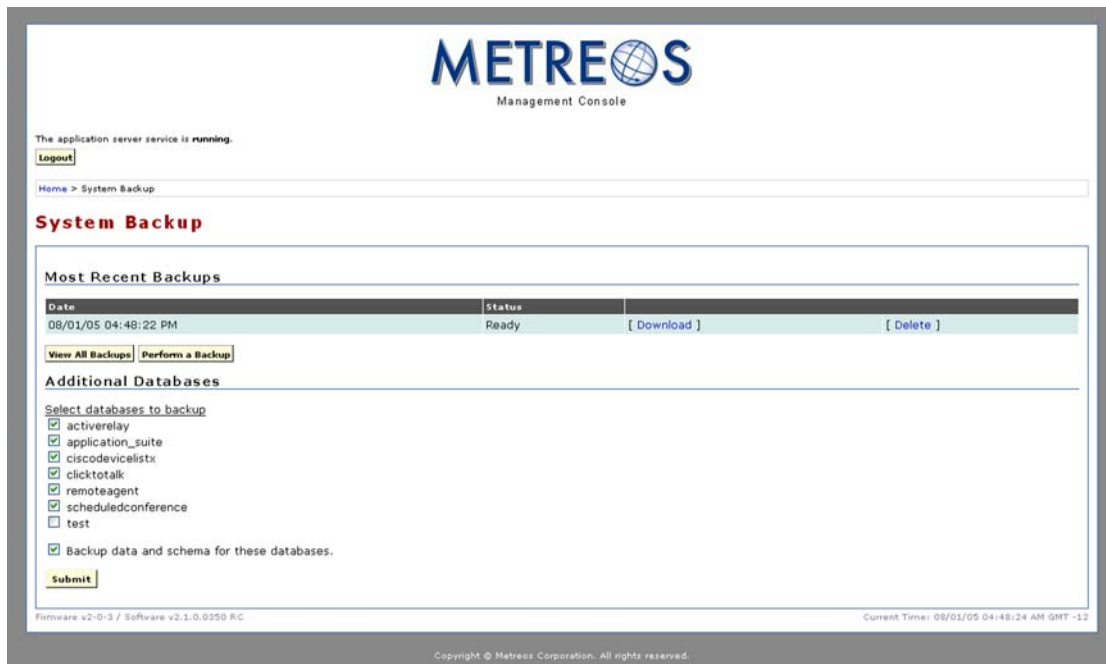 METREOS
Management Console
The application server service is running.
Logout
Home > System Backup
System Backup
Most Recent Backups
Date Status
08/01/05 04:48:22 PM Ready [ Download ] [ Delete ]
View All Backups Perform a Backup
Additional Databases
Select databases to backup
activerelay
application_suite
ciscodevicelistx
clicktotalk
remoteagent
scheduledconference
test
Backup data and schema for these databases.
Submit
Firmware v2-0-3 / Software v2.1.0.0350 RC Current Time: 08/01/05 04:48:24 AM GMT -12
Copyright © Metreos Corporation. All rights reserved.